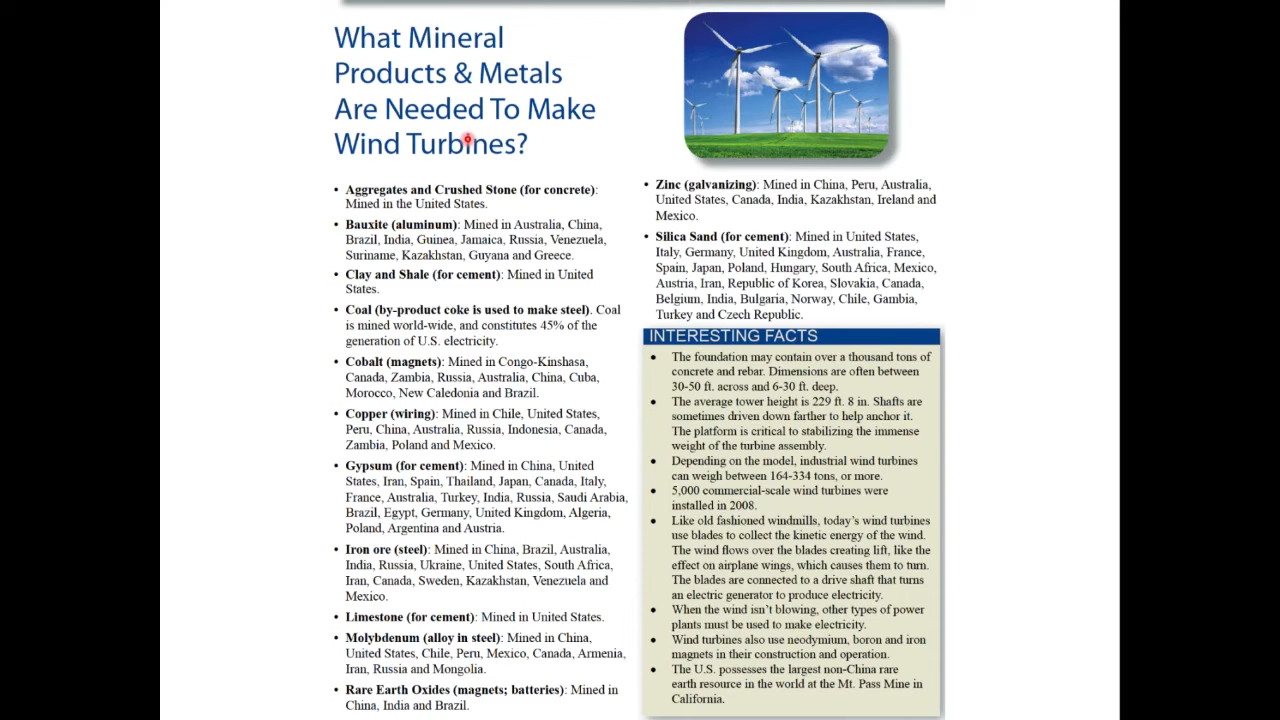 What Mineral
Products & Metals
Are Needed To Make
Wind Turbines?
• Aggregates and Crushed Stone (for concrete):
Mined in the United States.
• Bauxite (aluminum): Mined in Australia, China,
Brazil, India, Guinea, Jamaica, Russia, Venezuela,
Suriname, Kazakhstan, Guyana and Greece.
• Clay and Shale (for cement): Mined in United
States.
• Coal (by-product coke is used to make steel). Coal
is mined world-wide, and constitutes 45% of the
generation of U.S. electricity.
• Cobalt (magnets): Mined in Congo-Kinshasa,
Canada, Zambia, Russia, Australia, China, Cuba,
Morocco, New Caledonia and Brazil.
• Copper (wiring): Mined in Chile, United States,
Peru, China, Australia, Russia, Indonesia, Canada,
Zambia, Poland and Mexico.
• Gypsum (for cement): Mined in China, United
States, Iran, Spain, Thailand, Japan, Canada, Italy,
France, Australia, Turkey, India, Russia, Saudi Arabia,
Brazil, Egypt, Germany, United Kingdom, Algeria,
Poland, Argentina and Austria.
• Iron ore (steel): Mined in China, Brazil, Australia,
India, Russia, Ukraine, United States, South Africa,
Iran, Canada, Sweden, Kazakhstan, Venezuela and
Mexico.
• Limestone (for cement): Mined in United States.
• Molybdenum (alloy in steel): Mined in China,
United States, Chile, Peru, Mexico, Canada, Armenia,
Iran, Russia and Mongolia.
• Rare Earth Oxides (magnets; batteries): Mined in
China, India and Brazil.
• Zinc (galvanizing): Mined in China, Peru, Australia,
United States, Canada, India, Kazakhstan, Ireland and
Mexico.
• Silica Sand (for cement): Mined in United States,
Italy, Germany, United Kingdom, Australia, France,
Spain, Japan, Poland, Hungary, South Africa, Mexico,
Austria, Iran, Republic of Korea, Slovakia, Canada,
Belgium, India, Bulgaria, Norway, Chile, Gambia,
Turkey and Czech Republic.
INTERESTING FACTS
• The foundation may contain over a thousand tons of
concrete and rebar. Dimensions are often between
30-50 ft. across and 6-30 ft. deep.
• The average tower height is 229 ft. 8 in. Shafts are
sometimes driven down farther to help anchor it.
The platform is critical to stabilizing the immense
weight of the turbine assembly.
• Depending on the model, industrial wind turbines
can weigh between 164-334 tons, or more.
• 5,000 commercial-scale wind turbines were
installed in 2008.
• Like old fashioned windmills, today's wind turbines
use blades to collect the kinetic energy of the wind.
The wind flows over the blades creating lift, like the
effect on airplane wings, which causes them to turn.
The blades are connected to a drive shaft that turns
an electric generator to produce electricity.
• When the wind isn't blowing, other types of power
plants must be used to make electricity.
• Wind turbines also use neodymium, boron and iron
magnets in their construction and operation.
• The U.S. possesses the largest non-China rare
earth resource in the world at the Mt. Pass Mine in
California.